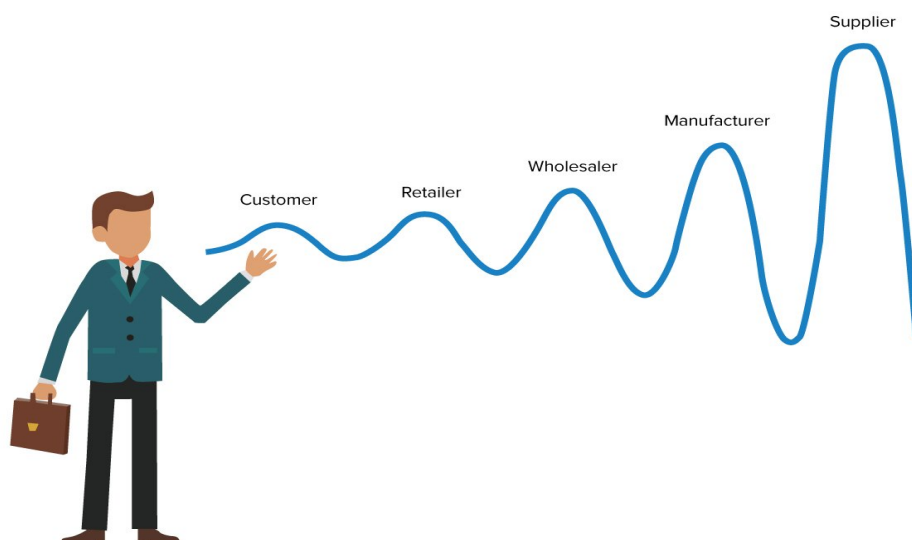 Supplier
Manufacturer
Wholesaler
Retailer
Customer